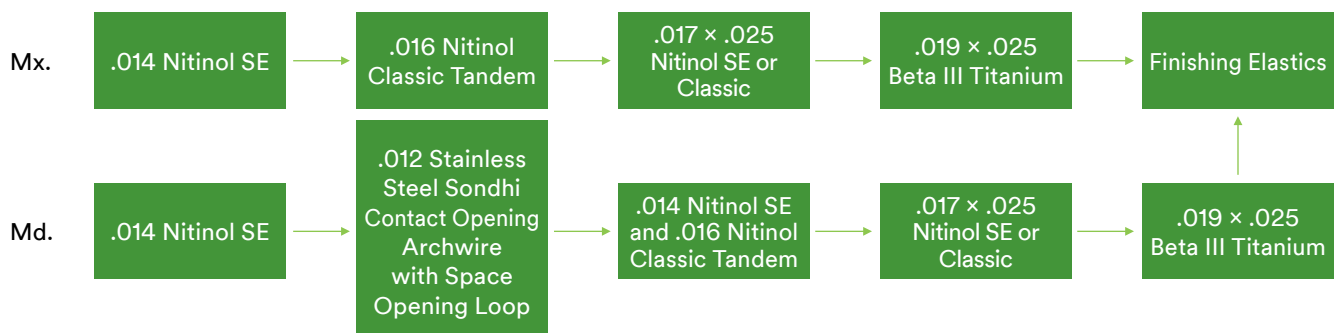 Mx.
.014 Nitinol SE
.016 Nitinol
Classic Tandem
.017 × .025
Nitinol SE or
Classic
.019 × .025
Beta III Titanium
Finishing Elastics
Md.
.014 Nitinol SE
.012 Stainless
Steel Sondhi
Contact Opening
Archwire
with Space
Opening Loop
.014 Nitinol SE
and .016 Nitinol
Classic Tandem
.017 × .025
Nitinol SE or
Classic
.019 × .025
Beta III Titanium